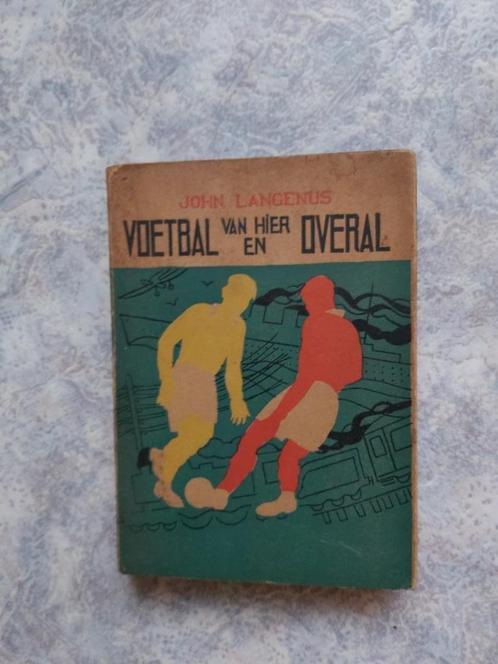 JOHN LANGENUS
VOETBAL VAN HIER EN OVERAL